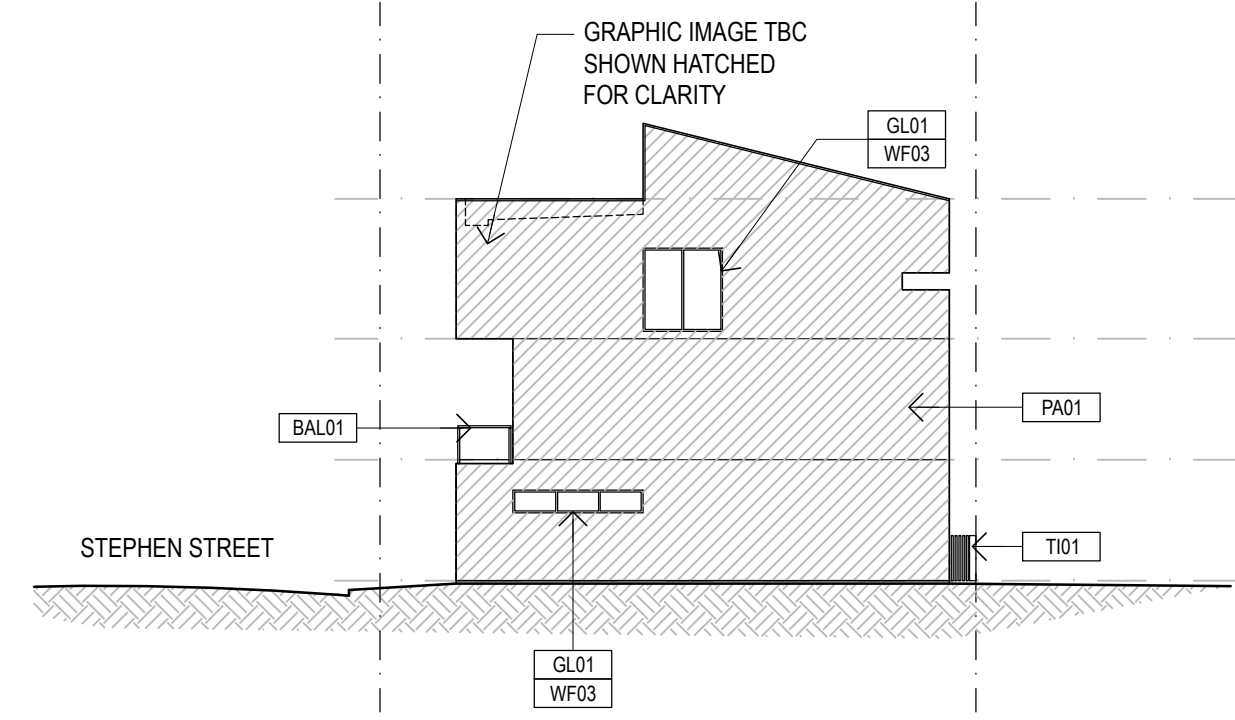 GRAPHIC IMAGE TBC
SHOWN HATCHED
FOR CLARITY
GL01
WF03
BAL01
PA01
STEPHEN STREET
TI01
GL01
WF03